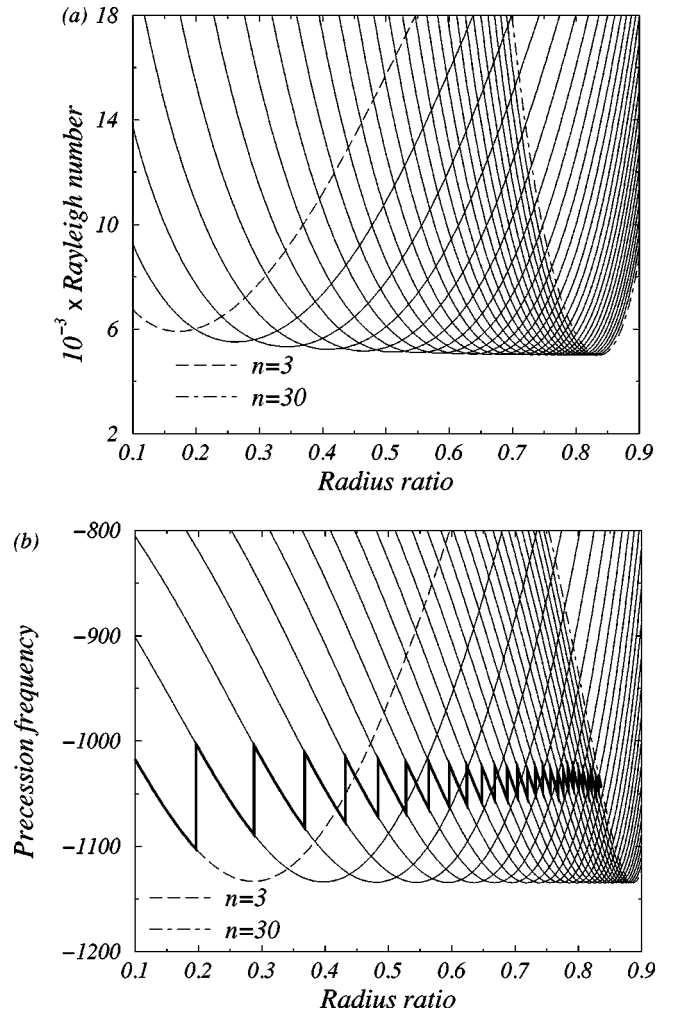 (a)
18
14
10
6
2
10⁻³ x Rayleigh number
n=3
n=30
0.1 0.2 0.3 0.4 0.5 0.6 0.7 0.8 0.9
Radius ratio
(b)
−800
−900
−1000
−1100
−1200
Precession frequency
n=3
n=30
0.1 0.2 0.3 0.4 0.5 0.6 0.7 0.8 0.9
Radius ratio